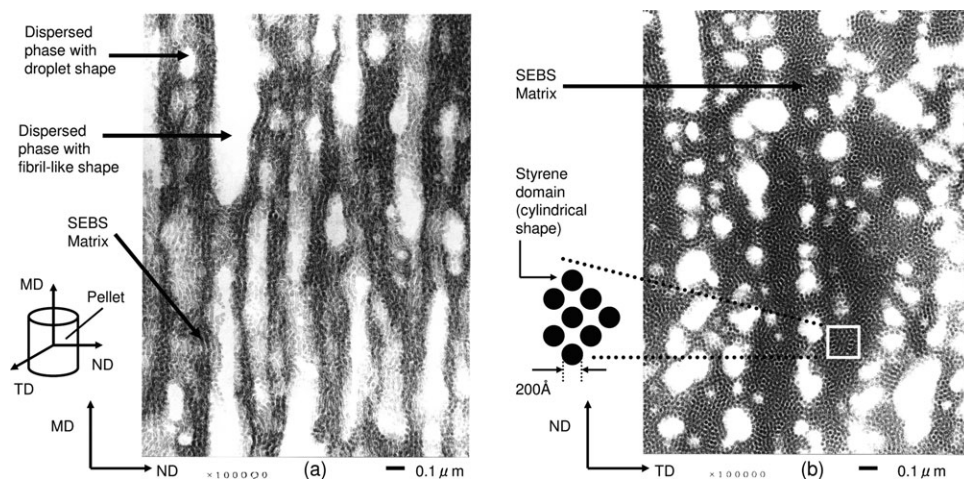 Dispersed
phase with
droplet shape
Dispersed
phase with
fibril-like shape
SEBS
Matrix
MD
Pellet
ND
TD
MD
ND
×100000
(a)
0.1 μm
SEBS
Matrix
Styrene
domain
(cylindrical
shape)
200Å
ND
TD
×100000
(b)
0.1 μm